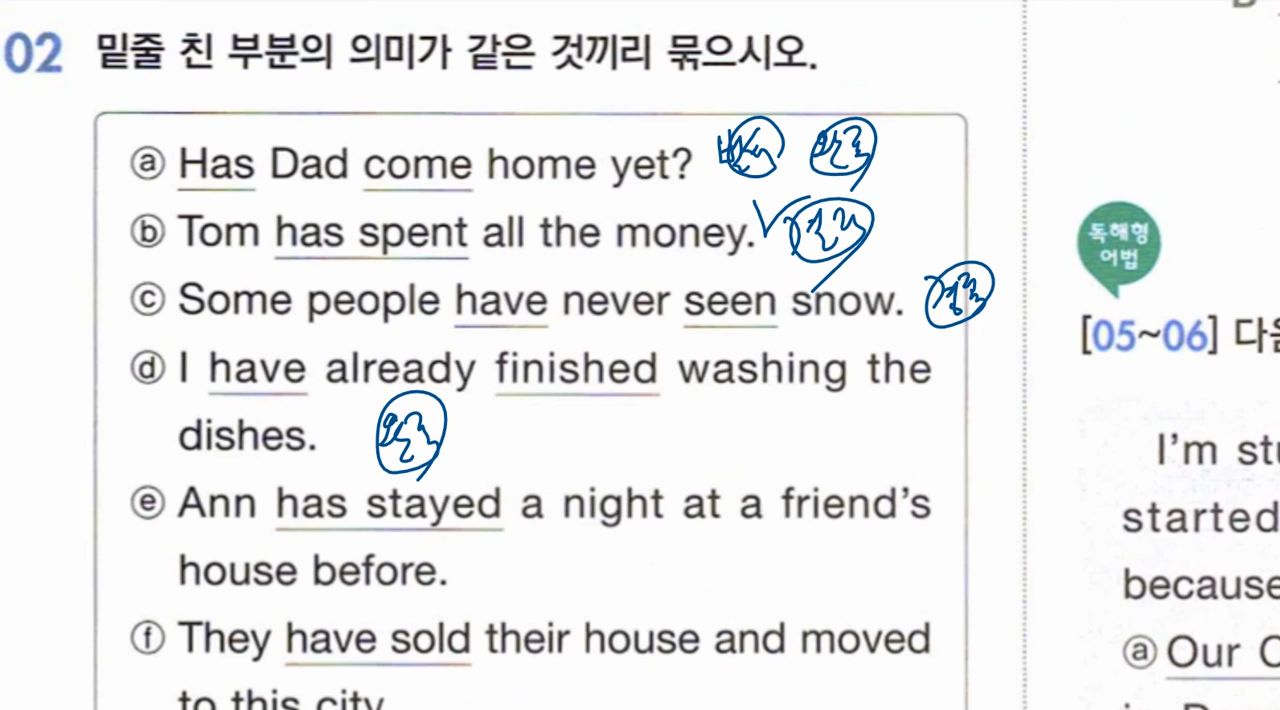 02 밑줄 친 부분의 의미가 같은 것끼리 묶으시오.
ⓐ Has Dad come home yet? 완료
ⓑ Tom has spent all the money. 결과
ⓒ Some people have never seen snow. 경험
ⓓ I have already finished washing the
dishes. 완료
ⓔ Ann has stayed a night at a friend's
house before.
ⓕ They have sold their house and moved
to this city
독해형
어법
[05~06]
I'm
started
because
ⓐ Our